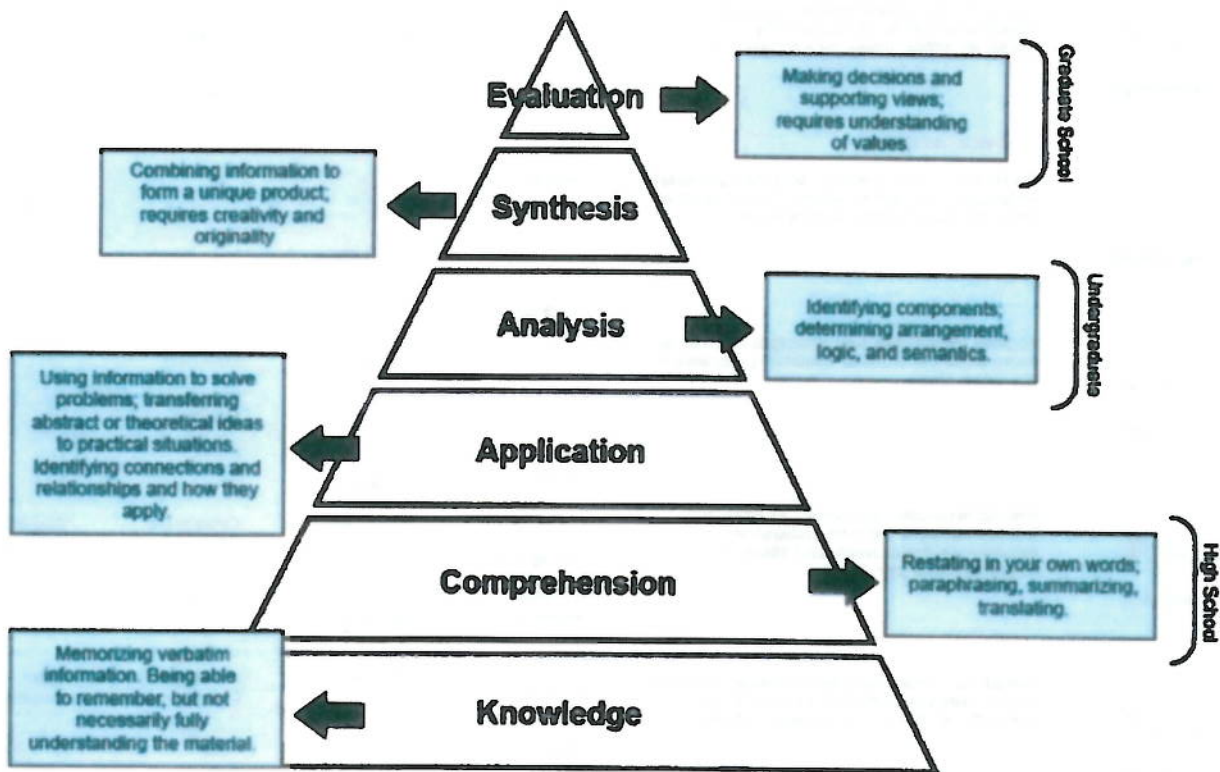 Evaluation
Making decisions and
supporting views;
requires understanding
of values.
Graduate School
Combining information to
form a unique product;
requires creativity and
originality
Synthesis
Analysis
Identifying components;
determining arrangement,
logic, and semantics.
Undergraduate
Using information to solve
problems; transferring
abstract or theoretical ideas
to practical situations.
Identifying connections and
relationships and how they
apply.
Application
Comprehension
Restating in your own words;
paraphrasing, summarizing,
translating.
High School
Memorizing verbatim
information. Being able
to remember, but not
necessarily fully
understanding the material.
Knowledge